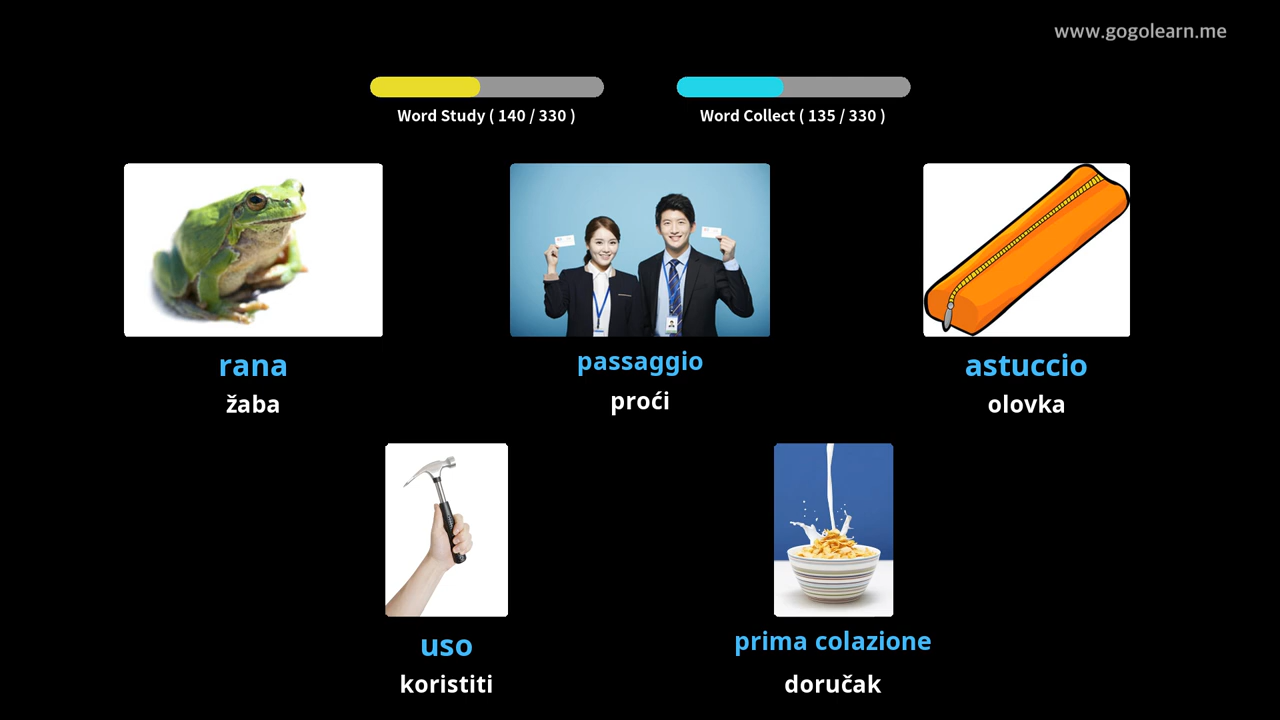 www.gogolearn.me
Word Study ( 140 / 330 )
Word Collect ( 135 / 330 )
rana
žaba
passaggio
proći
astuccio
olovka
uso
koristiti
prima colazione
doručak